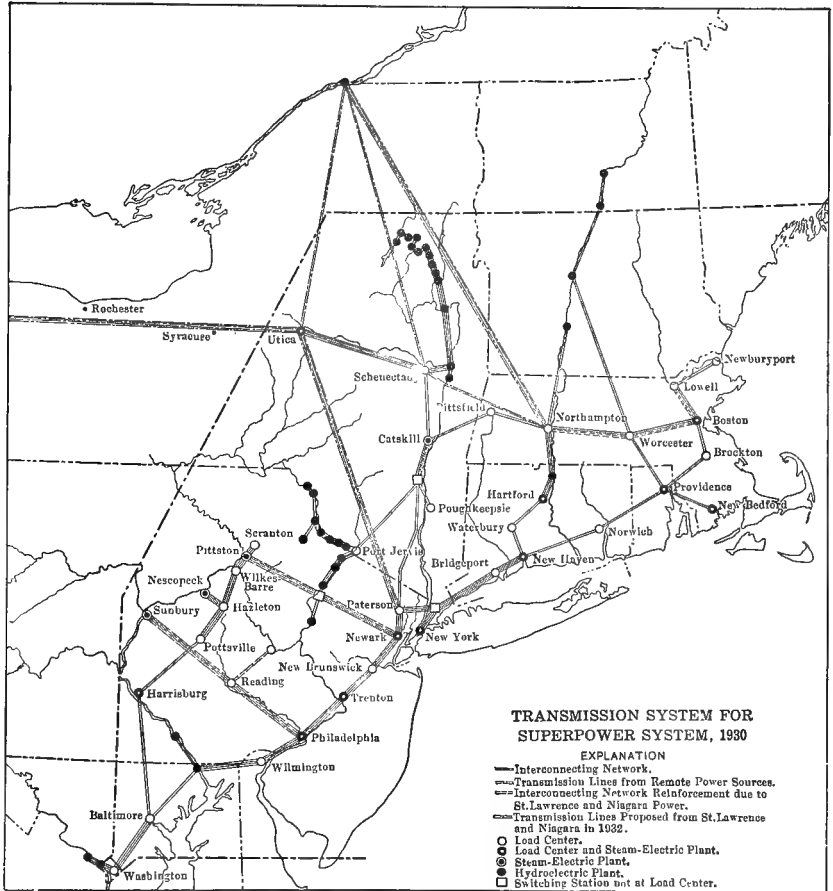 Rochester
Syracuse
Utica
Schenectady
Newburyport
Lowell
Pittsfield
Northampton
Boston
Worcester
Catskill
Brockton
Providence
Hartford
Poughkeepsie
New Bedford
Waterbury
Norwich
Scranton
Pittston
Port Jervis
Bridgeport
New Haven
Nescopeck
Wilkes-
Barre
Sunbury
Hazleton
Paterson
Newark
New York
Pottsville
New Brunswick
Reading
Harrisburg
Trenton
Philadelphia
Wilmington
Baltimore
Washington
TRANSMISSION SYSTEM FOR
SUPERPOWER SYSTEM, 1930
EXPLANATION
Interconnecting Network.
Transmission Lines from Remote Power Sources.
Interconnecting Network Reinforcement due to
St.Lawrence and Niagara Power.
Transmission Lines Proposed from St.Lawrence
and Niagara in 1932.
Load Center.
Load Center and Steam-Electric Plant.
Steam-Electric Plant.
Hydroelectric Plant.
Switching Station not at Load Center.